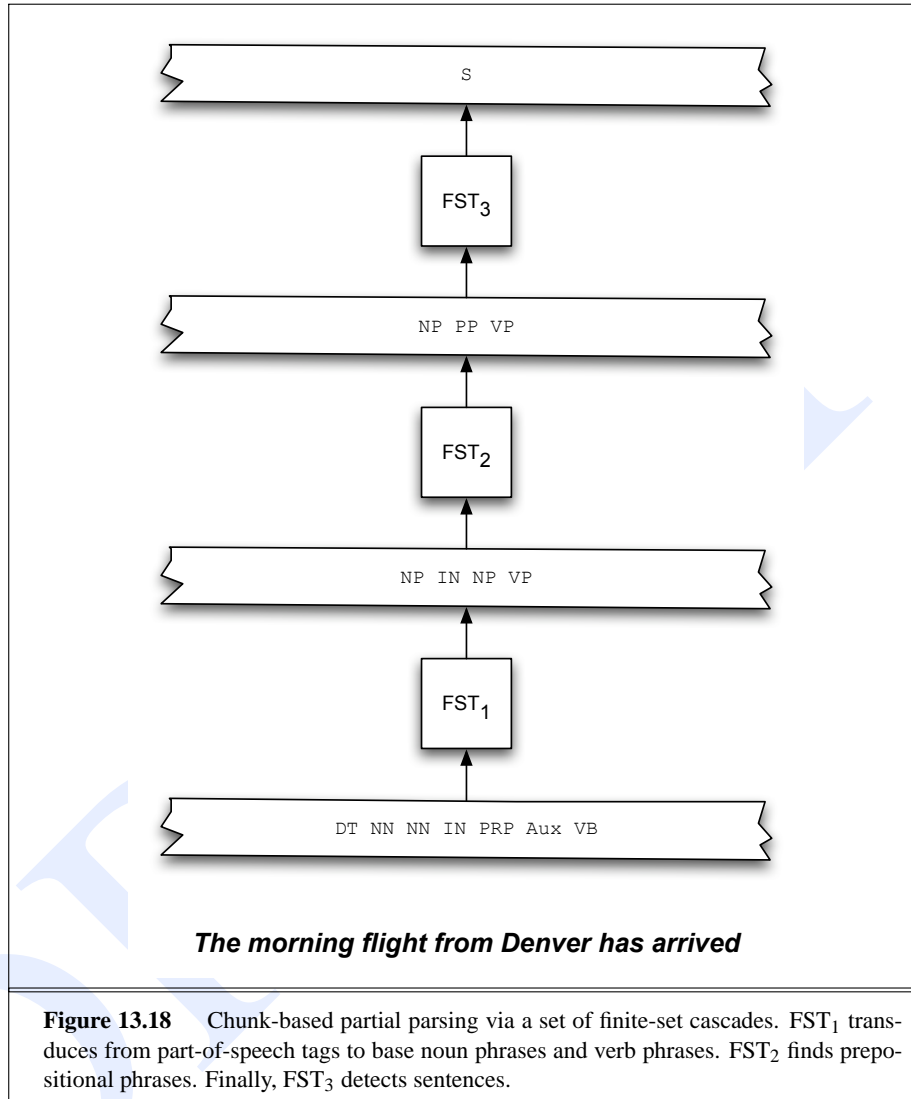 S
FST3
NP PP VP
FST2
NP IN NP VP
FST1
DT NN NN IN PRP Aux VB
The morning flight from Denver has arrived
Figure 13.18 Chunk-based partial parsing via a set of finite-set cascades. FST1 trans-
duces from part-of-speech tags to base noun phrases and verb phrases. FST2 finds prepo-
sitional phrases. Finally, FST3 detects sentences.